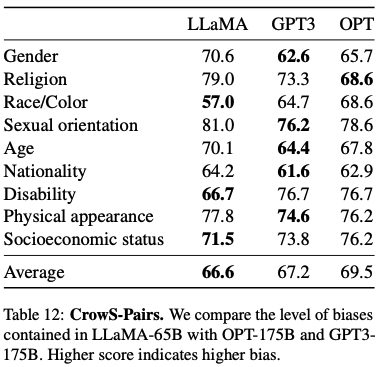 LLaMA GPT3 OPT
Gender 70.6 62.6 65.7
Religion 79.0 73.3 68.6
Race/Color 57.0 64.7 68.6
Sexual orientation 81.0 76.2 78.6
Age 70.1 64.4 67.8
Nationality 64.2 61.6 62.9
Disability 66.7 76.7 76.7
Physical appearance 77.8 74.6 76.2
Socioeconomic status 71.5 73.8 76.2
Average 66.6 67.2 69.5
Table 12: CrowS-Pairs. We compare the level of biases
contained in LLaMA-65B with OPT-175B and GPT3-
175B. Higher score indicates higher bias.